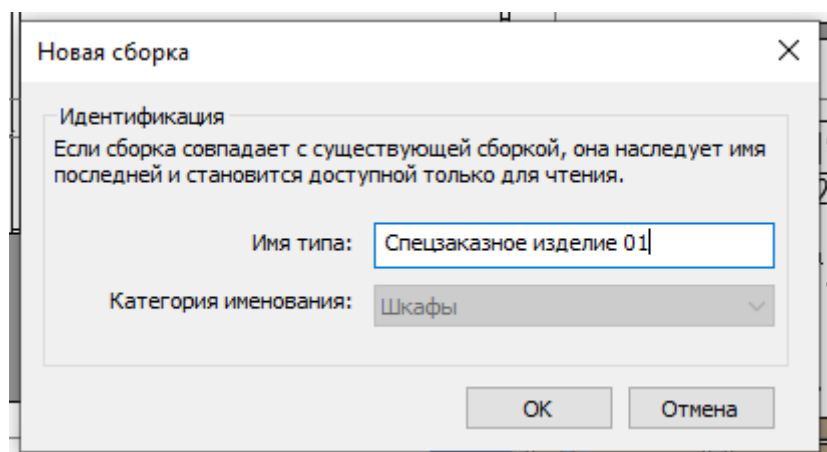 Новая сборка
Идентификация
Если сборка совпадает с существующей сборкой, она наследует имя
последней и становится доступной только для чтения.
Имя типа: Спецзаказное изделие 01
Категория именования: Шкафы
ОК Отмена